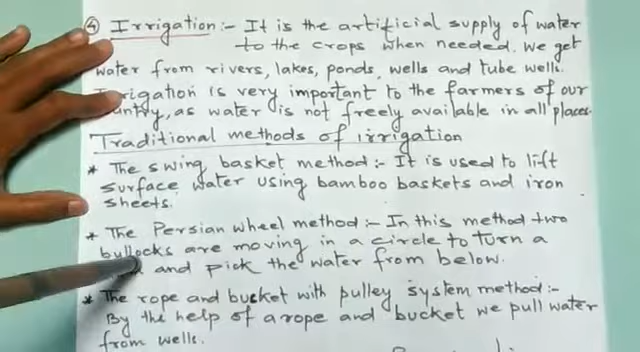 ④ Irrigation :- It is the artificial supply of water
to the crops when needed. We get
water from rivers, lakes, ponds, wells and tube wells.
Irrigation is very important to the farmers of our
country, as water is not freely available in all places.
Traditional methods of irrigation
* The swing basket method :- It is used to lift
surface water using bamboo baskets and iron
sheets.
* The Persian wheel method :- In this method two
bullocks are moving in a circle to turn a
and pick the water from below.
* The rope and bucket with pulley system method :-
By the help of a rope and bucket we pull water
from wells.